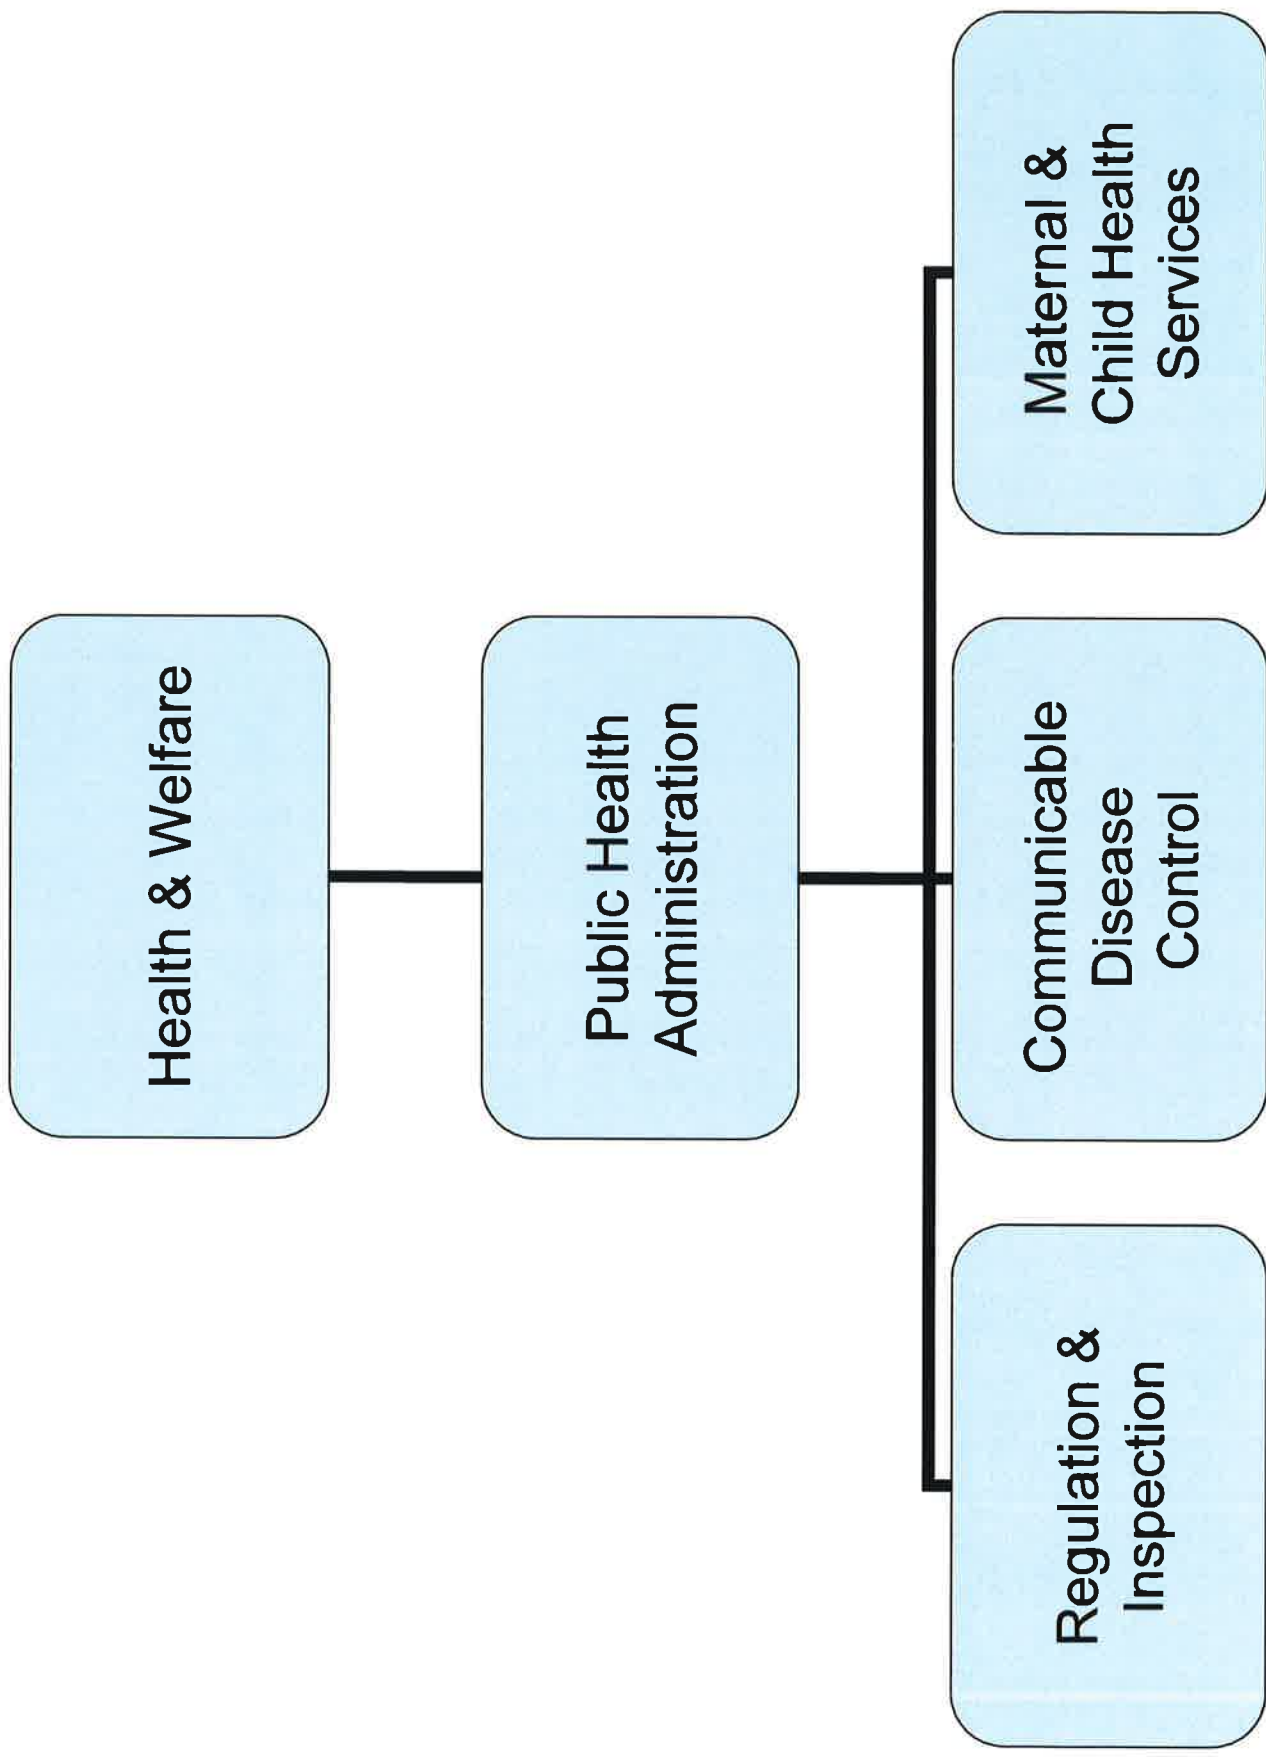 Health & Welfare
Public Health
Administration
Regulation &
Inspection
Communicable
Disease
Control
Maternal &
Child Health
Services